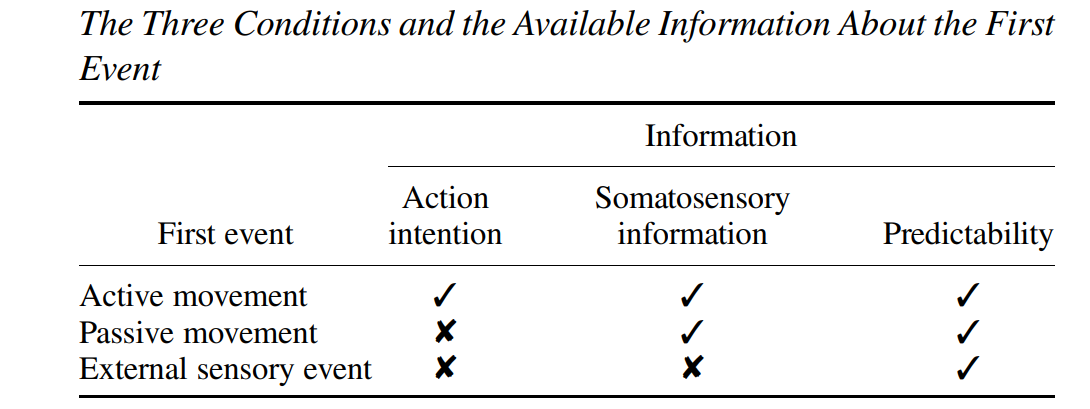 The Three Conditions and the Available Information About the First
Event
Information
Action Somatosensory
First event intention information Predictability
Active movement ✓ ✓ ✓
Passive movement ✘ ✓ ✓
External sensory event ✘ ✘ ✓